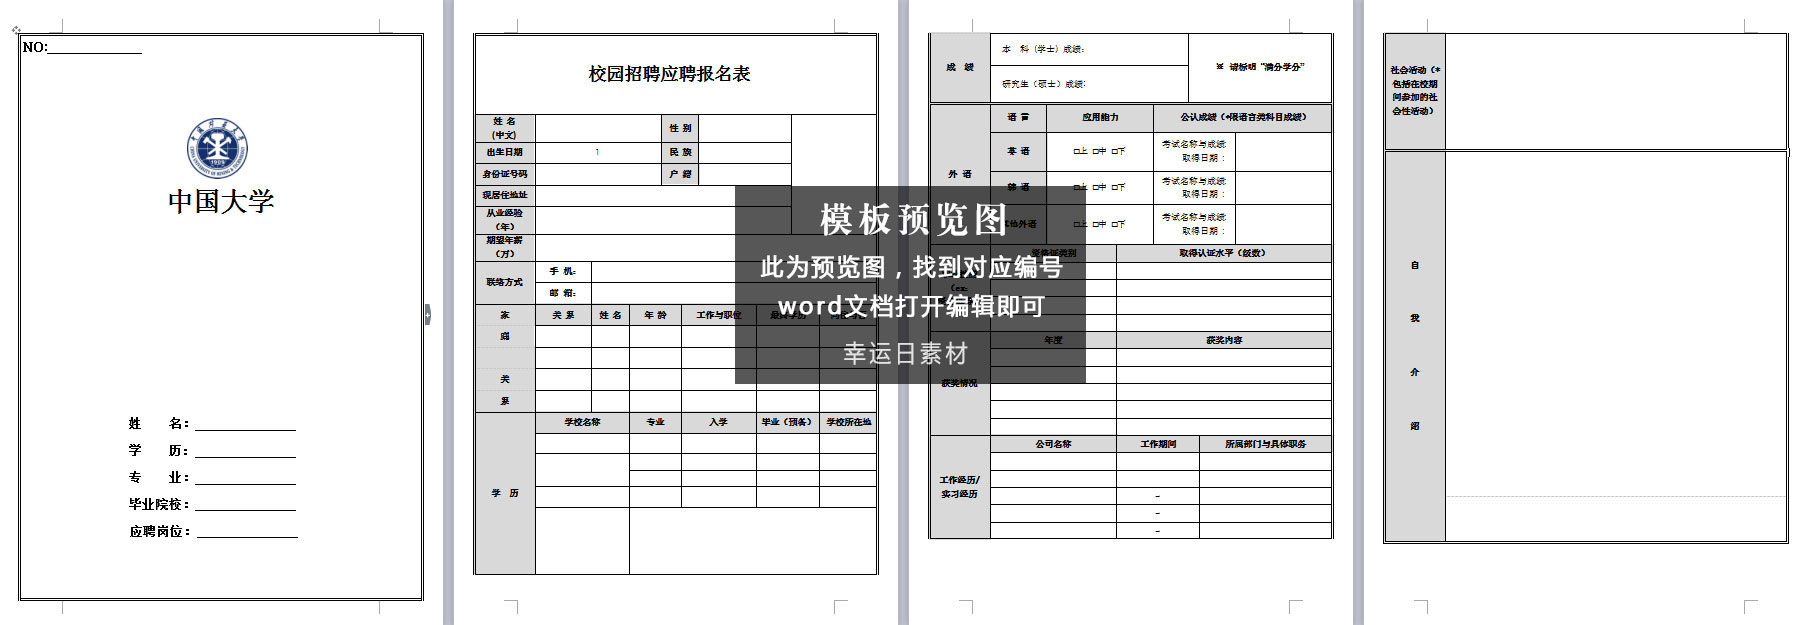 NO:
中国大学
姓 名:
学 历:
专 业:
毕业院校:
应聘岗位:
校园招聘应聘报名表
姓 名
(中文)
性 别
出生日期
1
民 族
身份证号码
户 籍
现居住地址
从业经验
(年)
期望年薪
(万)
联络方式
手 机:
邮 箱:
家
庭
关
系
关 系
姓 名
年 龄
工作与职位
最高学历
学 历
学校名称
专业
入学
毕业（预备）
学校所在地
成 绩
本 科（学士）成绩:
研究生（硕士）成绩:
※ 请标明“满分学分”
外 语
语 言
应用能力
公认成绩（*限语言类科目成绩）
英 语
□上 □中 □下
考试名称与成绩:
取得日期：
韩 语
□上 □中 □下
考试名称与成绩:
取得日期：
其他外语
□上 □中 □下
考试名称与成绩:
取得日期：
资格证类别
取得认证水平（级数）
(ex:
获奖情况
年度
获奖内容
工作经历/
实习经历
公司名称
工作期间
所属部门与具体职务
~
~
~
社会活动（*
包括在校期
间参加的社
会性活动）
自
我
介
绍
模板预览图
此为预览图，找到对应编号
word文档打开编辑即可
幸运日素材